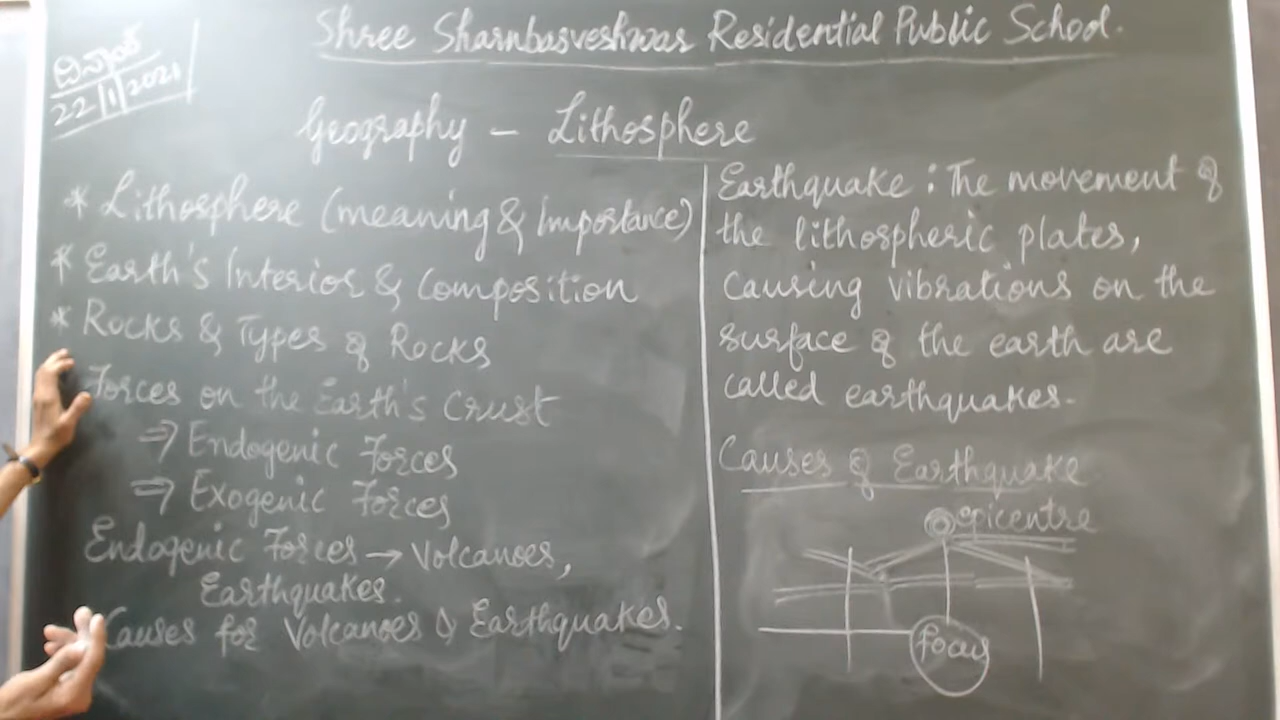 ದಿನಾಂಕ
22/1/2021
Shree Sharnbasveshwar Residential Public School.
Geography – Lithosphere
* Lithosphere (meaning & Importance)
* Earth's Interior & Composition
* Rocks & Types of Rocks
Forces on the Earth's Crust
⇒ Endogenic Forces
⇒ Exogenic Forces
Endogenic Forces → Volcanoes,
Earthquakes.
Causes for Volcanoes & Earthquakes.
Earthquake : The movement of
the lithospheric plates,
causing vibrations on the
surface of the earth are
called earthquakes.
Causes of Earthquake
epicentre
focus